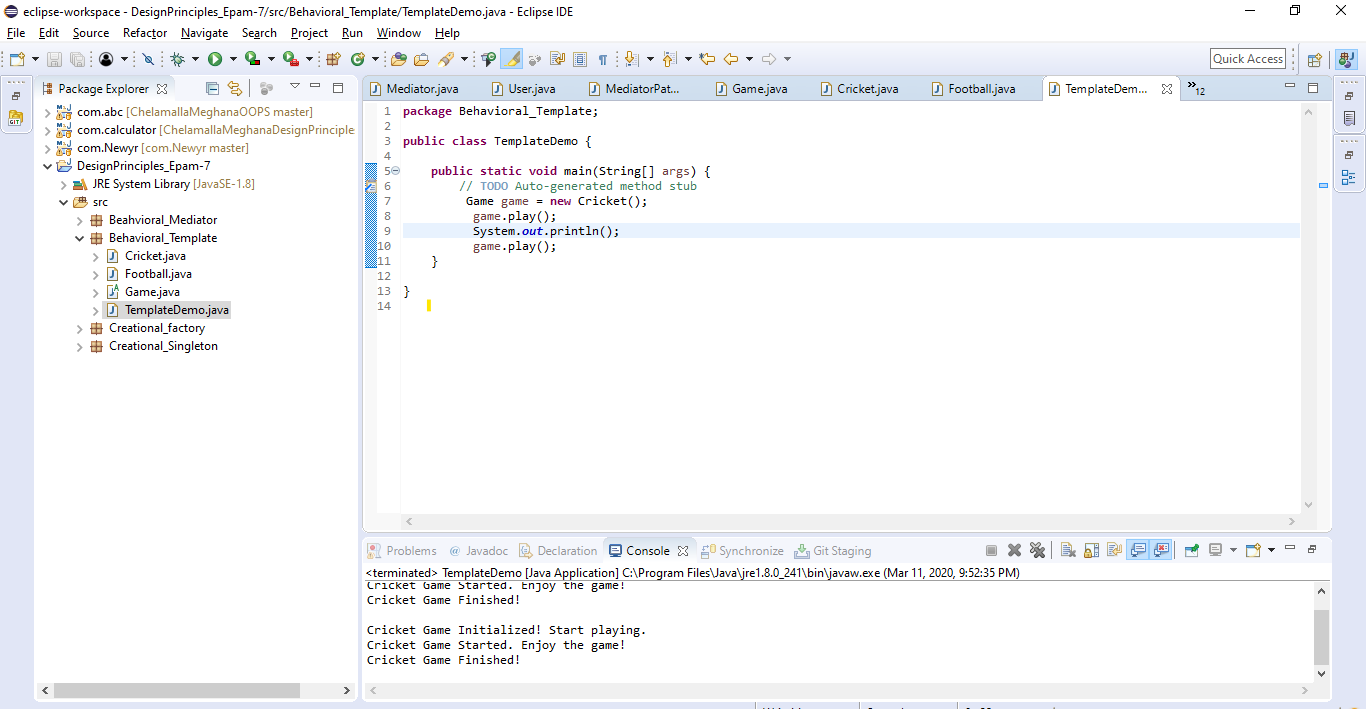 eclipse-workspace - DesignPrinciples_Epam-7/src/Behavioral_Template/TemplateDemo.java - Eclipse IDE
File Edit Source Refactor Navigate Search Project Run Window Help
Quick Access
Package Explorer
com.abc [ChelamallaMeghanaOOPS master]
com.calculator [ChelamallaMeghanaDesignPrinciple
com.Newyr [com.Newyr master]
DesignPrinciples_Epam-7
JRE System Library [JavaSE-1.8]
src
Beahvioral_Mediator
Behavioral_Template
Cricket.java
Football.java
Game.java
TemplateDemo.java
Creational_factory
Creational_Singleton
Mediator.java User.java MediatorPat... Game.java Cricket.java Football.java TemplateDem... »12
1 package Behavioral_Template;
2
3 public class TemplateDemo {
4
5 public static void main(String[] args) {
6 // TODO Auto-generated method stub
7 Game game = new Cricket();
8 game.play();
9 System.out.println();
10 game.play();
11 }
12
13 }
14
Problems @ Javadoc Declaration Console Synchronize Git Staging
<terminated> TemplateDemo [Java Application] C:\Program Files\Java\jre1.8.0_241\bin\javaw.exe (Mar 11, 2020, 9:52:35 PM)
Cricket Game Started. Enjoy the game!
Cricket Game Finished!
Cricket Game Initialized! Start playing.
Cricket Game Started. Enjoy the game!
Cricket Game Finished!